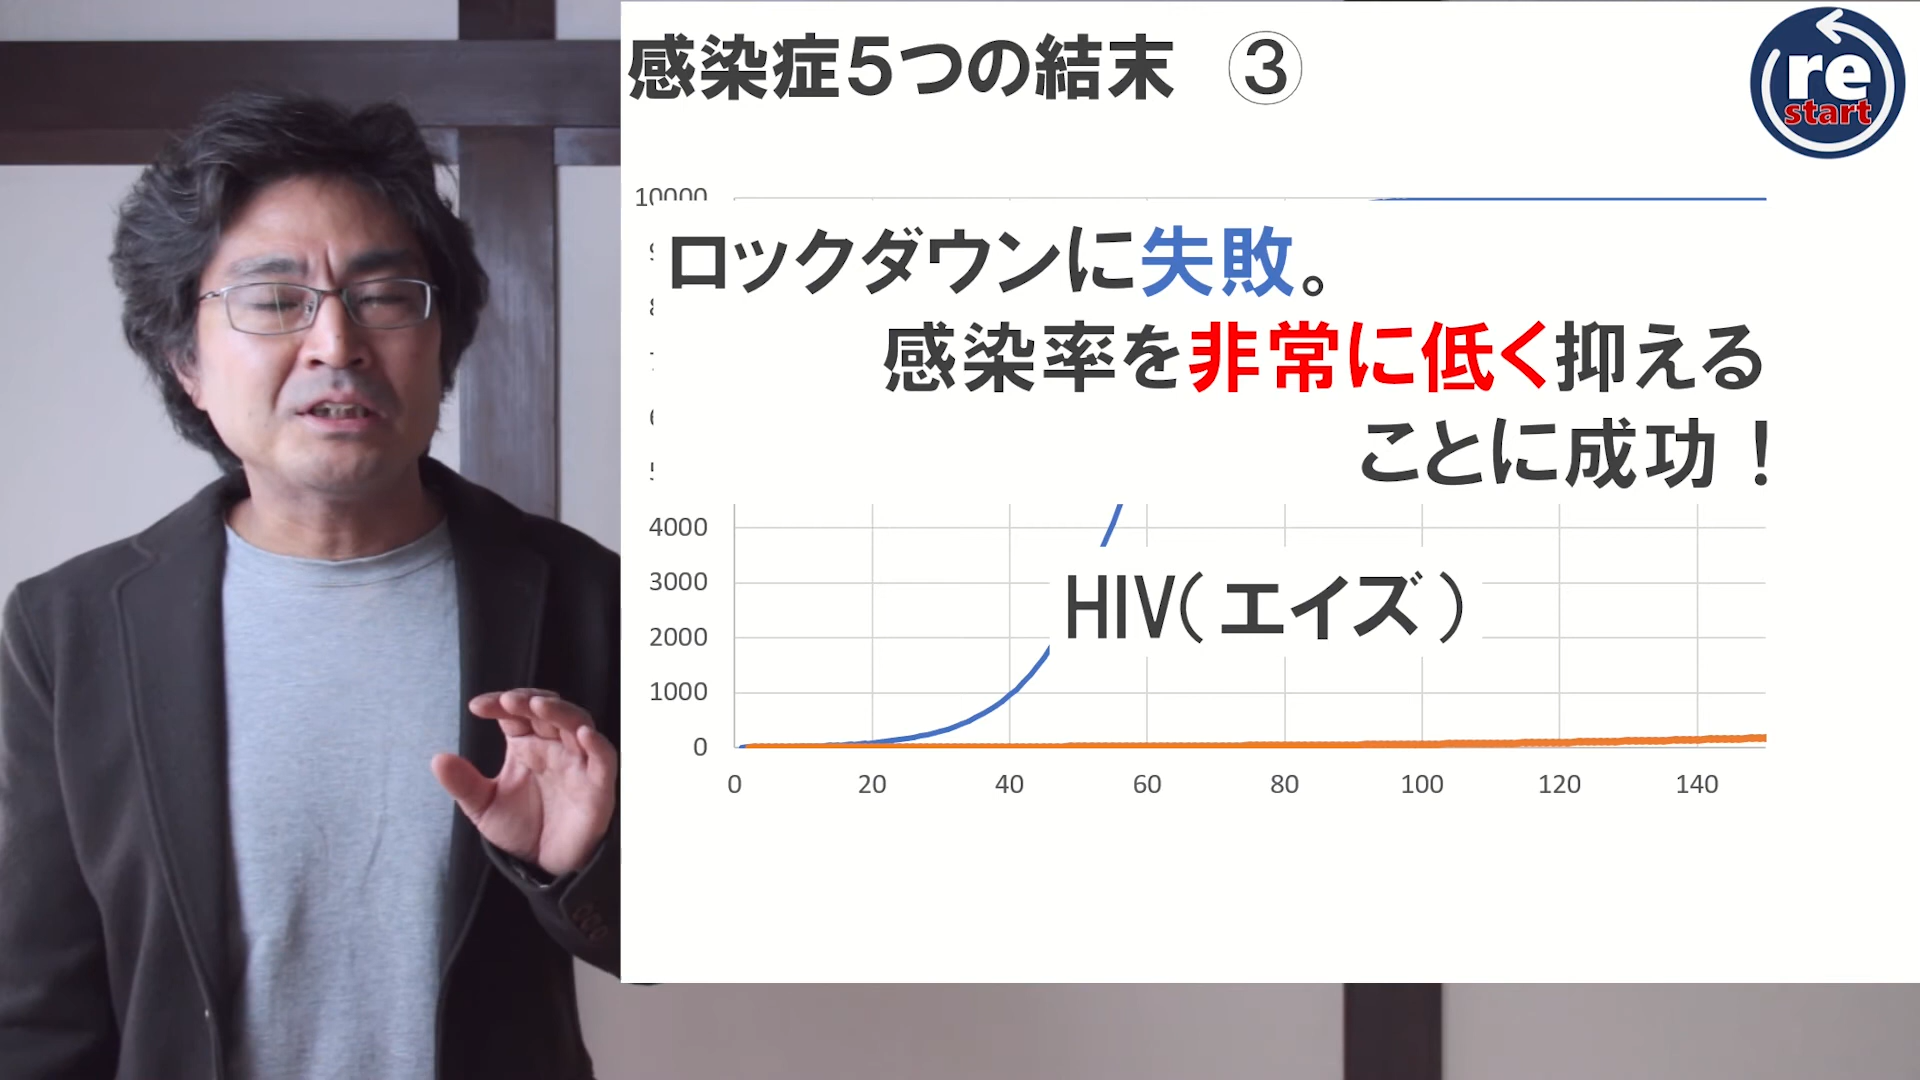 感染症5つの結末 ③
re
start
10000
ロックダウンに失敗。
感染率を非常に低く抑える
ことに成功！
4000
HIV（エイズ）
3000
2000
1000
0
0 20 40 60 80 100 120 140